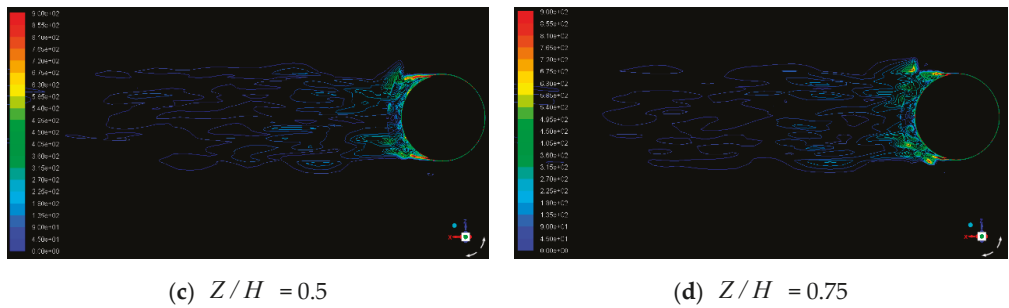 9.00e+02
8.55e+02
8.10e+02
7.65e+02
7.20e+02
6.75e+02
6.30e+02
5.85e+02
5.40e+02
4.95e+02
4.50e+02
4.05e+02
3.60e+02
3.15e+02
2.70e+02
2.25e+02
1.80e+02
1.35e+02
9.00e+01
4.50e+01
0.00e+00
(c) Z / H = 0.5
9.00e+02
8.55e+02
8.10e+02
7.65e+02
7.20e+02
6.75e+02
6.30e+02
5.85e+02
5.40e+02
4.95e+02
4.50e+02
4.05e+02
3.60e+02
3.15e+02
2.70e+02
2.25e+02
1.80e+02
1.35e+02
9.00e+01
4.50e+01
0.00e+00
(d) Z / H = 0.75